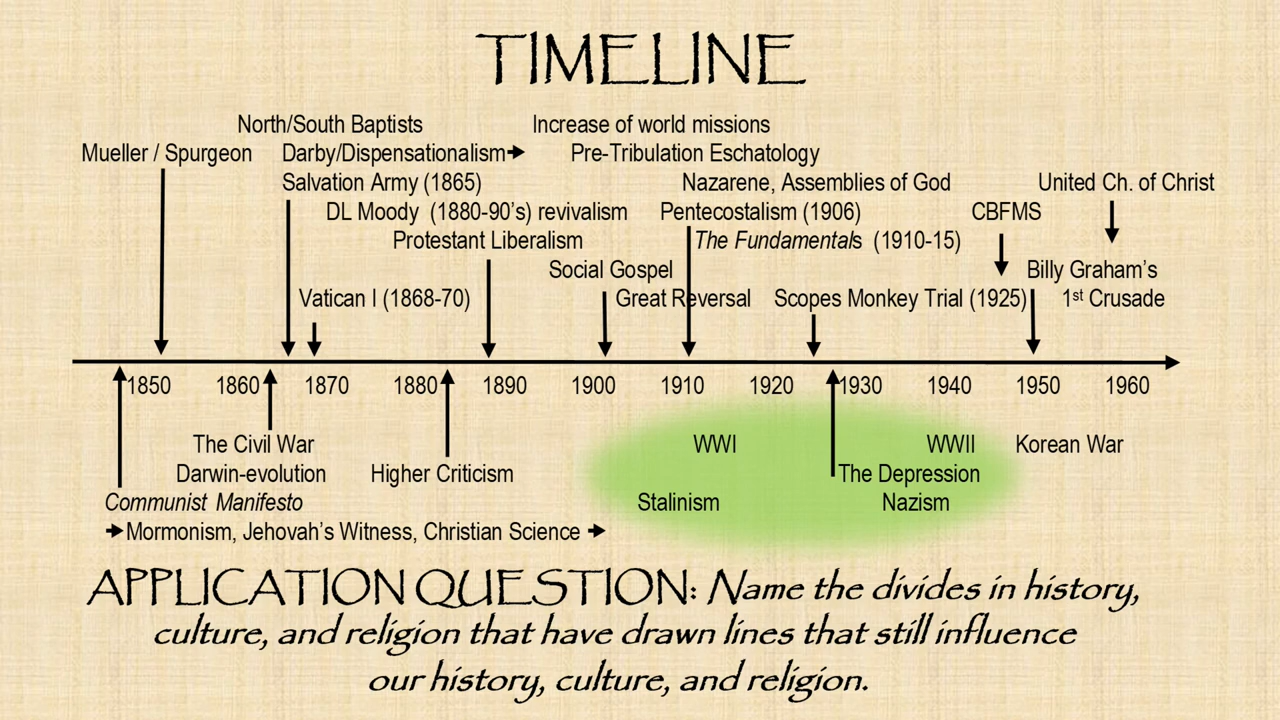 TIMELINE
North/South Baptists Increase of world missions
Mueller / Spurgeon Darby/Dispensationalism Pre-Tribulation Eschatology
Salvation Army (1865) Nazarene, Assemblies of God United Ch. of Christ
DL Moody (1880-90’s) revivalism Pentecostalism (1906) CBFMS
Protestant Liberalism The Fundamentals (1910-15)
Social Gospel Billy Graham’s
Vatican I (1868-70) Great Reversal Scopes Monkey Trial (1925) 1st Crusade
1850 1860 1870 1880 1890 1900 1910 1920 1930 1940 1950 1960
The Civil War WWI WWII Korean War
Darwin-evolution Higher Criticism The Depression
Communist Manifesto Stalinism Nazism
Mormonism, Jehovah’s Witness, Christian Science
APPLICATION QUESTION: Name the divides in history,
culture, and religion that have drawn lines that still influence
our history, culture, and religion.